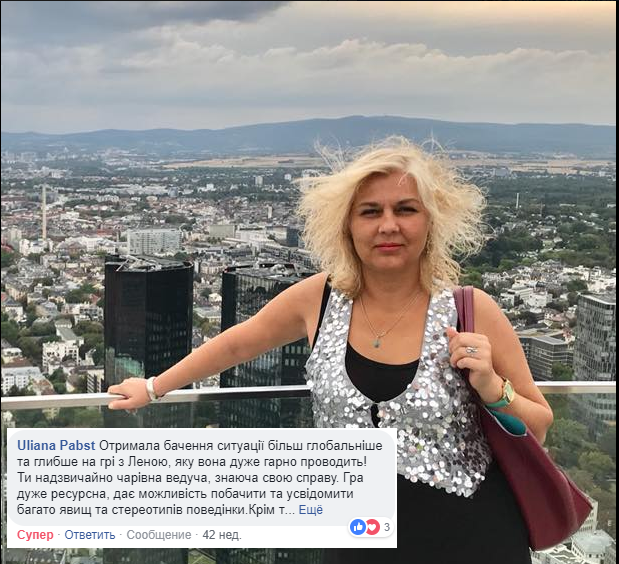 Uliana Pabst Отримала бачення ситуації більш глобальніше
та глибше на грі з Леною, яку вона дуже гарно проводить!
Ти надзвичайно чарівна ведуча, знаюча свою справу. Гра
дуже ресурсна, дає можливість побачити та усвідомити
багато явищ та стереотипів поведінки.Крім т... Ещё
3
Супер · Ответить · Сообщение · 42 нед.